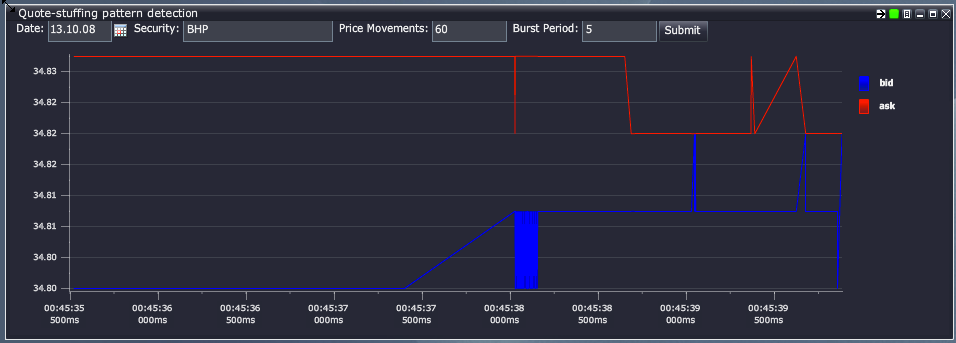 Quote-stuffing pattern detection
Date: 13.10.08 Security: BHP Price Movements: 60 Burst Period: 5 Submit
34.83
34.82
34.82
34.82
34.81
34.81
34.80
34.80
bid
ask
00:45:35 00:45:36 00:45:36 00:45:37 00:45:37 00:45:38 00:45:38 00:45:39 00:45:39
500ms 000ms 500ms 000ms 500ms 000ms 500ms 000ms 500ms